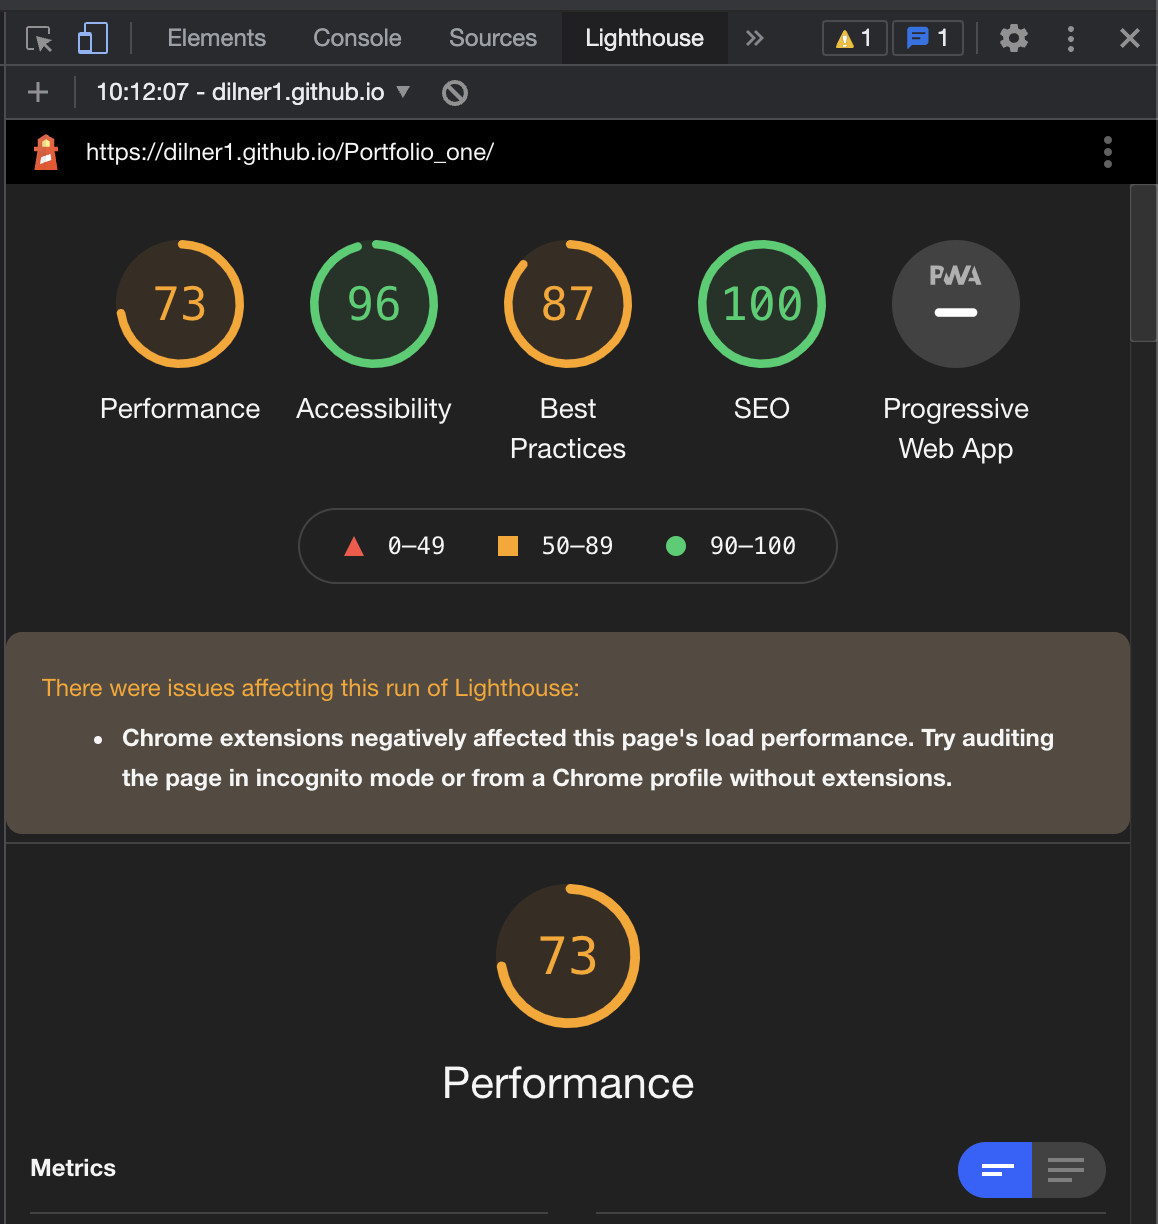 Elements Console Sources Lighthouse » 1 1
10:12:07 - dilner1.github.io ▼
https://dilner1.github.io/Portfolio_one/
73 96 87 100 PWA
Performance Accessibility Best Practices SEO Progressive Web App
0–49 50–89 90–100
There were issues affecting this run of Lighthouse:
• Chrome extensions negatively affected this page's load performance. Try auditing
the page in incognito mode or from a Chrome profile without extensions.
73
Performance
Metrics